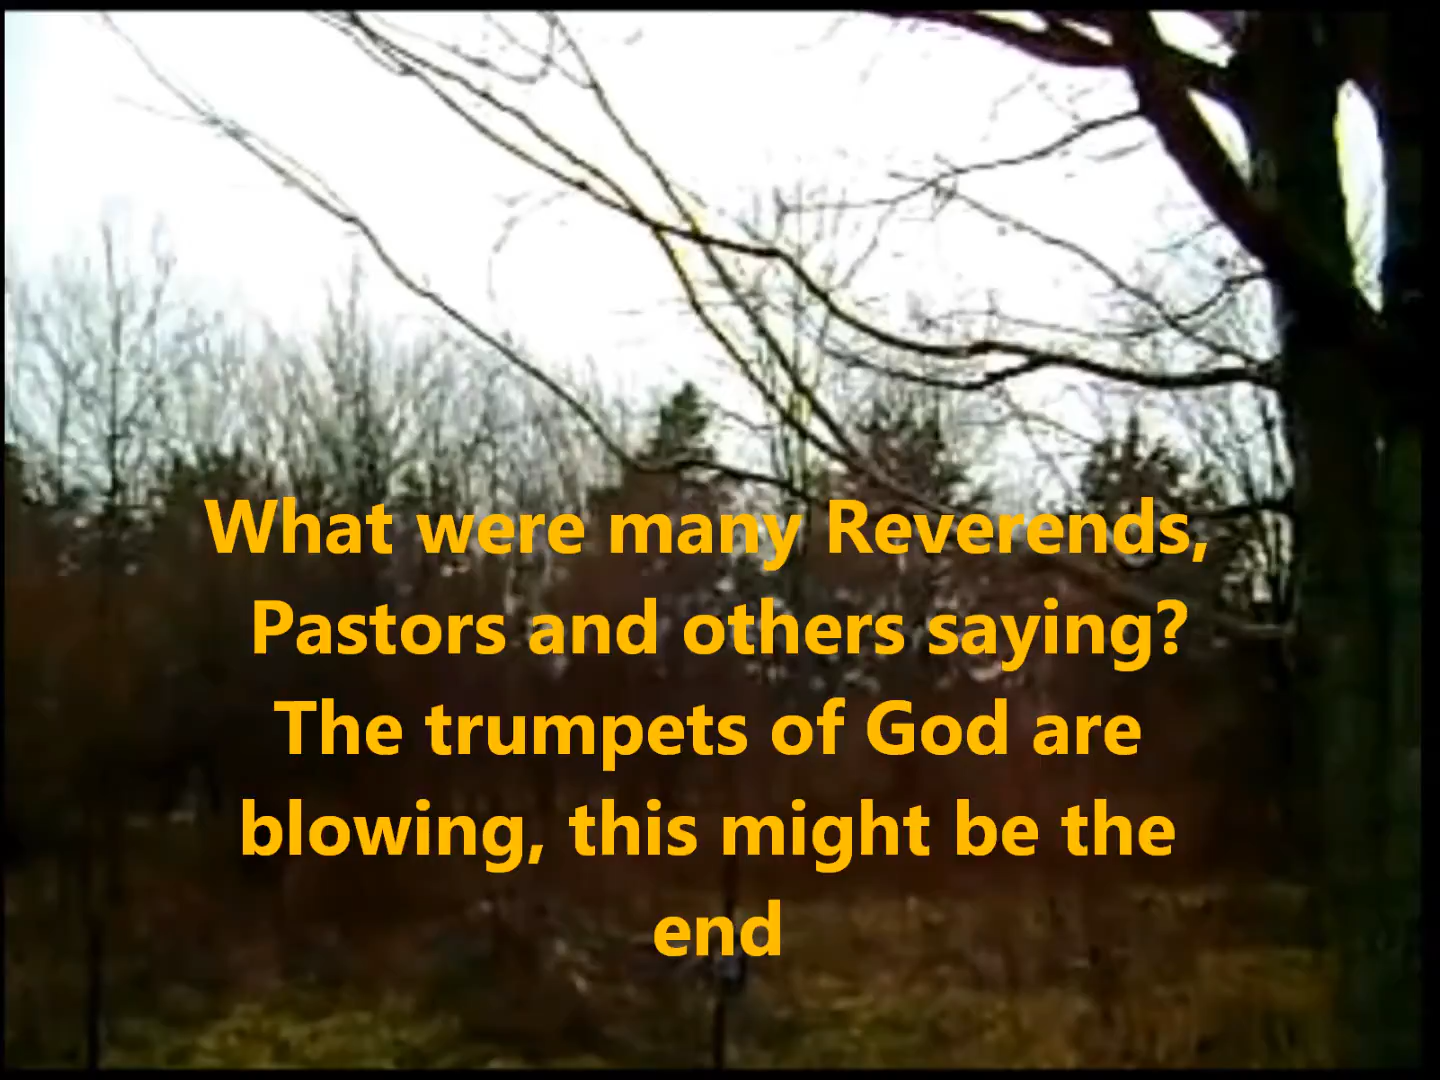 What were many Reverends,
Pastors and others saying?
The trumpets of God are
blowing, this might be the
end